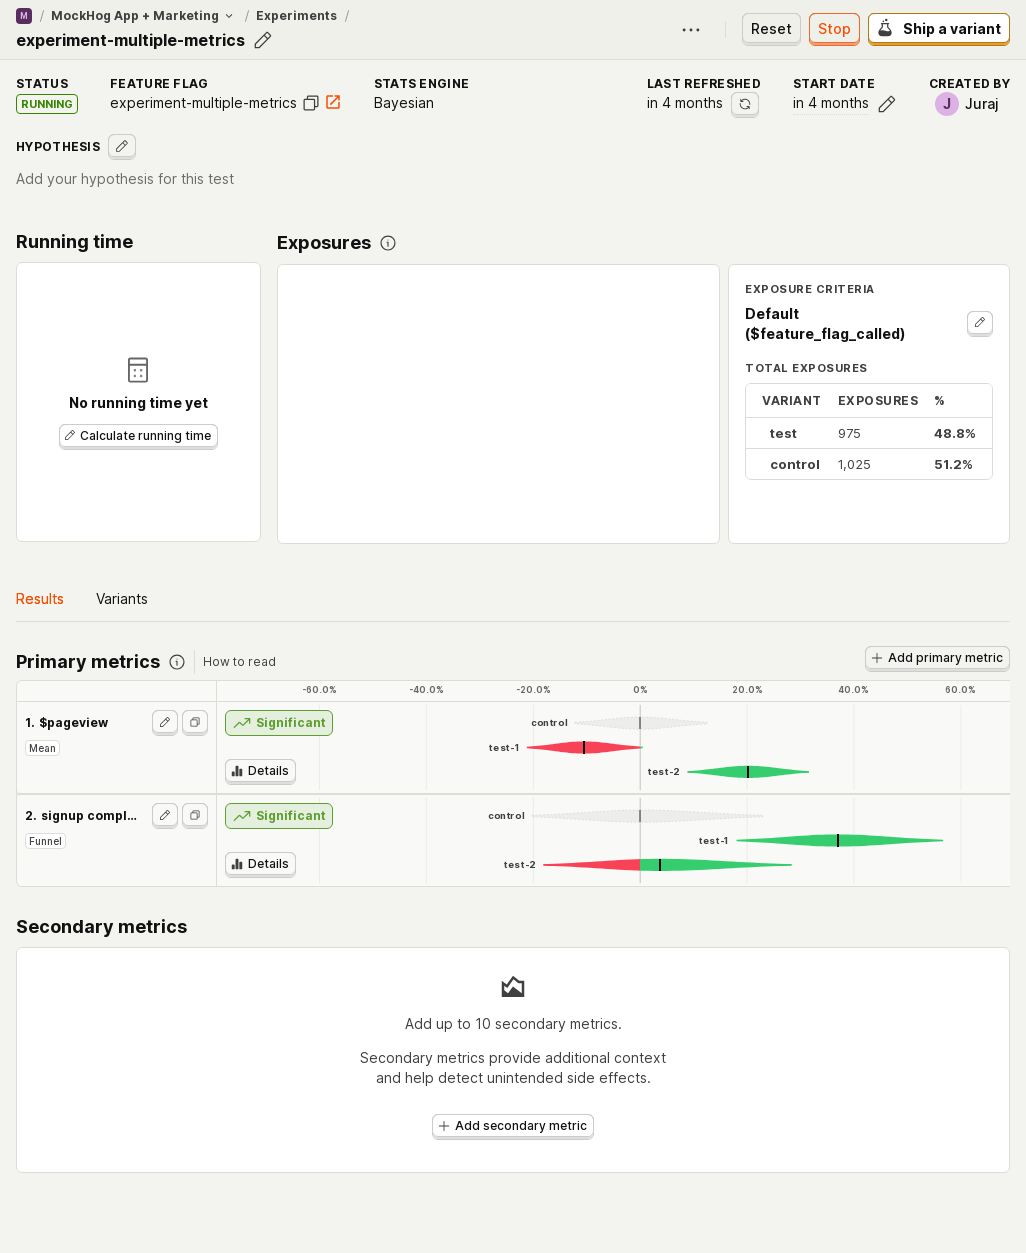 M / MockHog App + Marketing / Experiments /
experiment-multiple-metrics
Reset Stop Ship a variant
STATUS FEATURE FLAG STATS ENGINE LAST REFRESHED START DATE CREATED BY
RUNNING experiment-multiple-metrics Bayesian in 4 months in 4 months J Juraj
HYPOTHESIS
Add your hypothesis for this test
Running time Exposures
No running time yet
Calculate running time
EXPOSURE CRITERIA
Default
($feature_flag_called)
TOTAL EXPOSURES
VARIANT EXPOSURES %
test 975 48.8%
control 1,025 51.2%
Results Variants
Primary metrics How to read Add primary metric
-60.0% -40.0% -20.0% 0% 20.0% 40.0% 60.0%
1. $pageview Significant control
Mean test-1
Details test-2
2. signup compl... Significant control
Funnel test-1
Details test-2
Secondary metrics
Add up to 10 secondary metrics.
Secondary metrics provide additional context
and help detect unintended side effects.
Add secondary metric